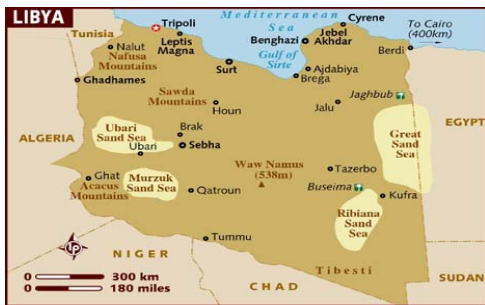 LIBYA
Mediterranean
Sea
Tunisia
Tripoli
Cyrene
To Cairo
(400km)
Nalut
Nafusa
Mountains
Leptis
Magna
Benghazi
Jebel
Akhdar
Berdi
Gulf of
Sirte
Surt
Ajdabiya
Brega
Ghadhames
Sawda
Mountains
Houn
Jalu
Jaghbub
EGYPT
ALGERIA
Ubari
Sand Sea
Brak
Ubari
Sebha
Great
Sand
Sea
Ghat
Acacus
Mountains
Murzuk
Sand Sea
Qatroun
Waw Namus
(538m)
Tazerbo
Buseima
Kufra
Ribiana
Sand
Sea
Tummu
NIGER
Tibesti
CHAD
SUDAN
0 300 km
0 180 miles